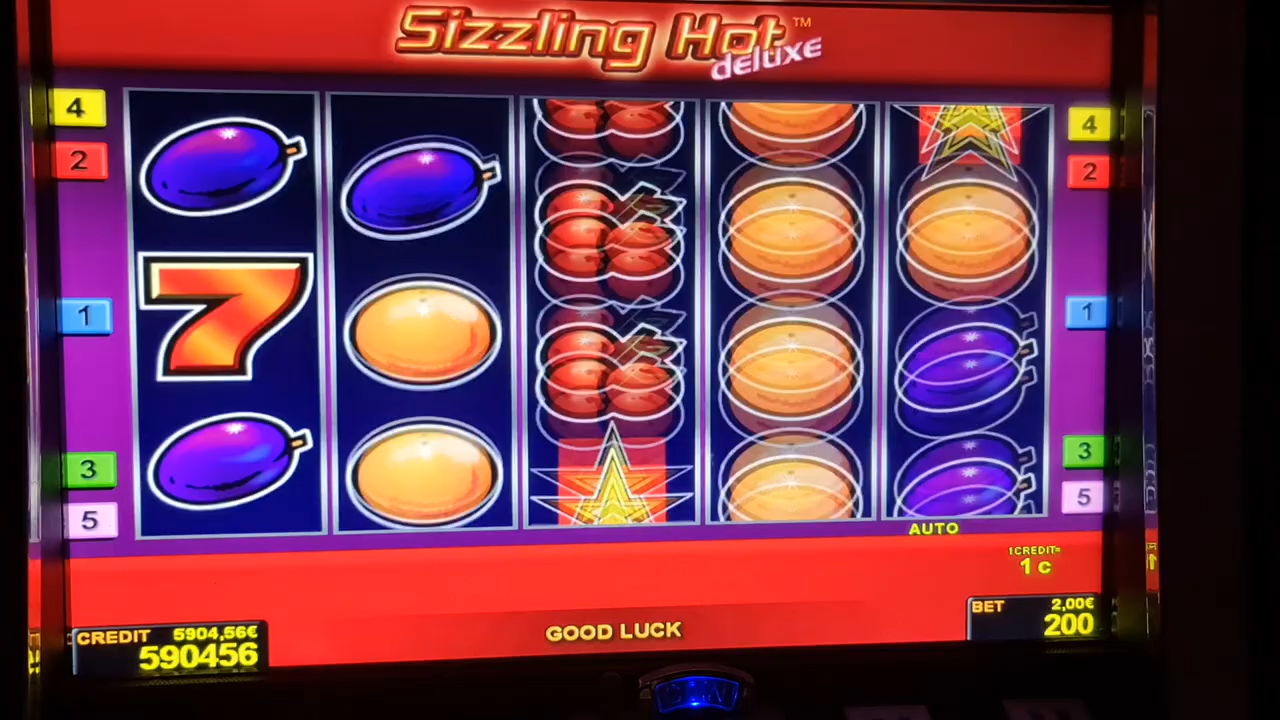 Sizzling Hot™
deluxe
4
4
2
2
7
1
1
3
3
5
5
AUTO
1CREDIT=
1 c
CREDIT 5904,56€
590456
GOOD LUCK
BET 2,00€
200